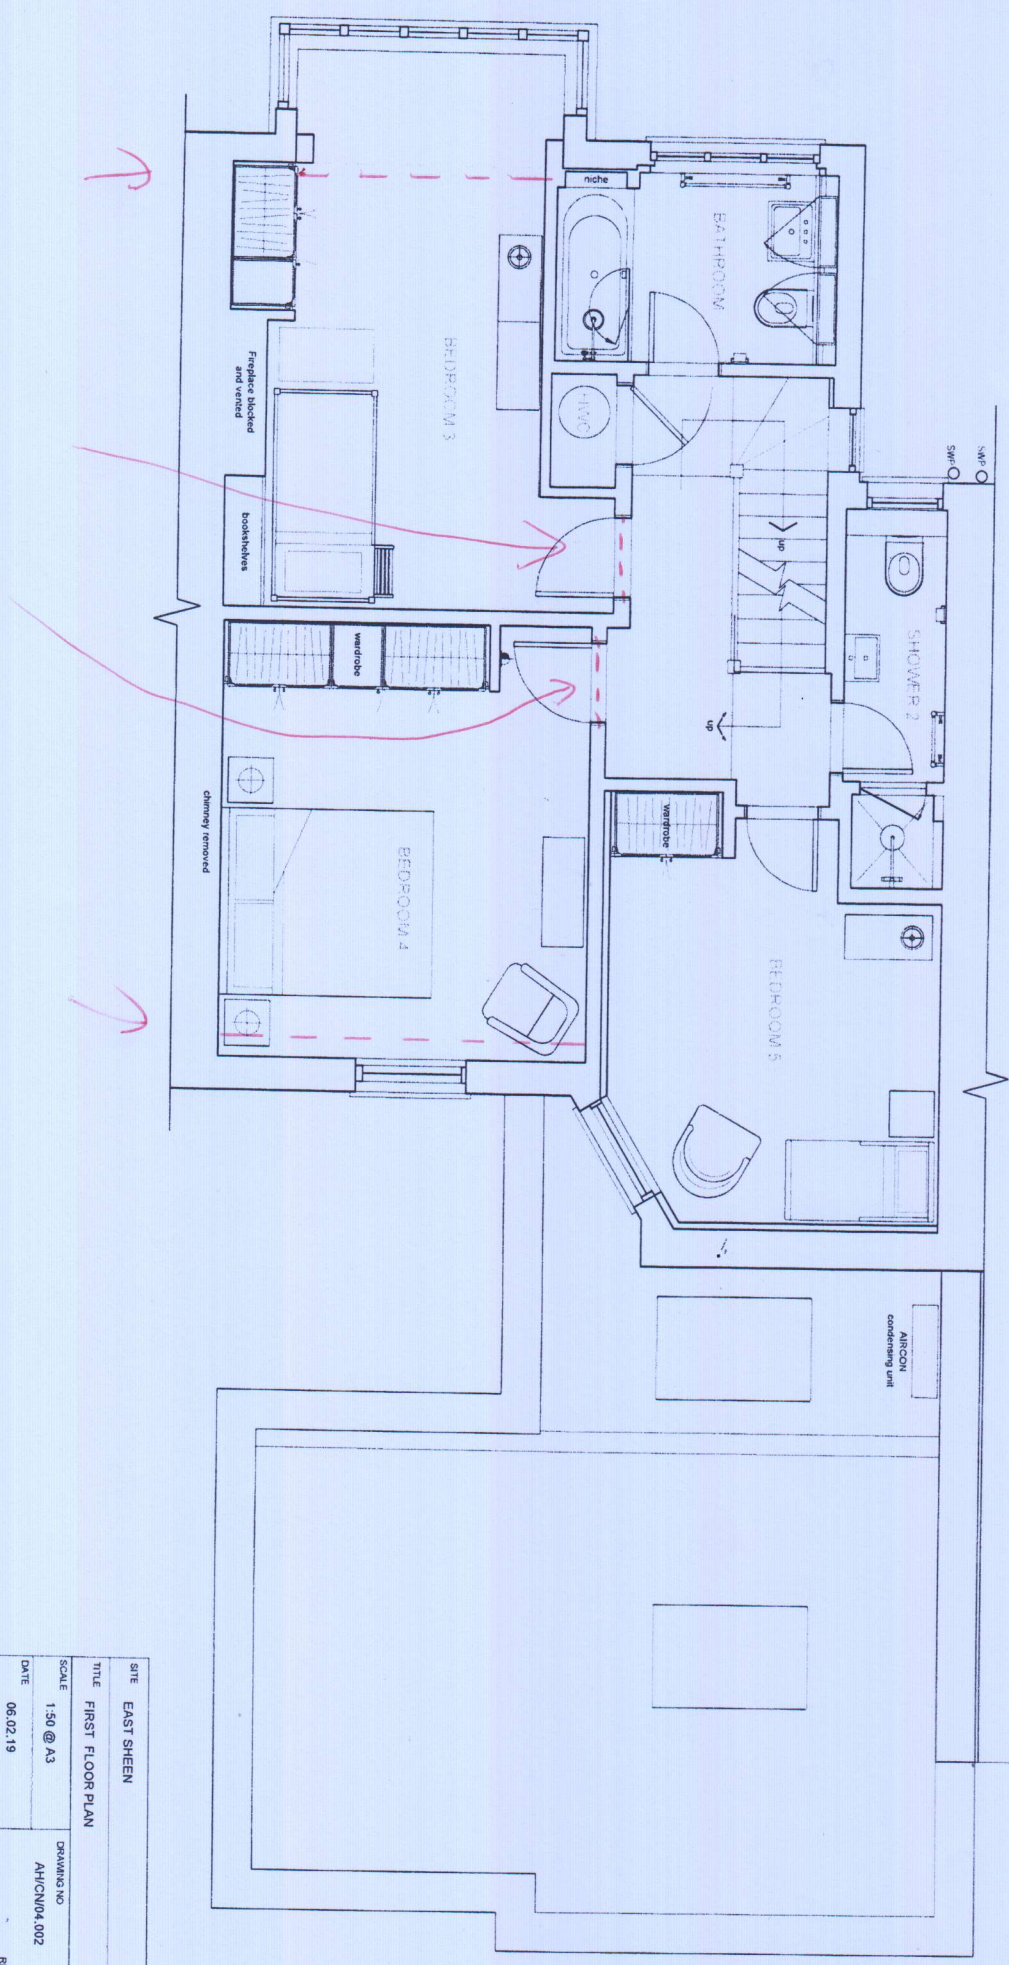 niche
BATHROOM
BEDROOM 3
HWC
Fireplace blocked
and vented
bookshelves
SWP
SWP
up
SHOWER 2
up
wardrobe
wardrobe
chimney removed
BEDROOM 4
BEDROOM 5
AIRCON
condensing unit
SITE EAST SHEEN
TITLE FIRST FLOOR PLAN
SCALE 1:50 @ A3
DRAWING NO AH/CN/04.002
DATE 06.02.19